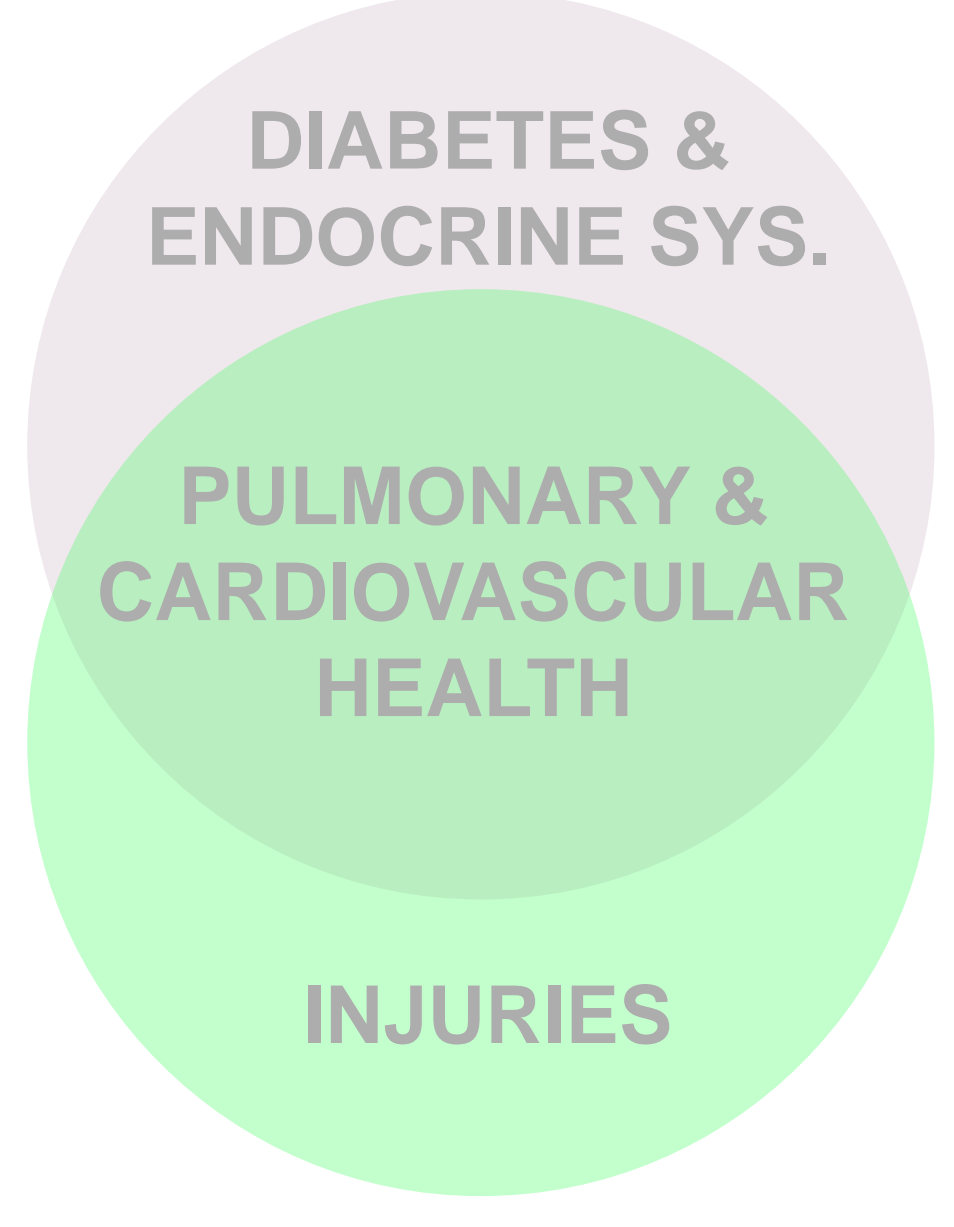 DIABETES &
ENDOCRINE SYS.
PULMONARY &
CARDIOVASCULAR
HEALTH
INJURIES